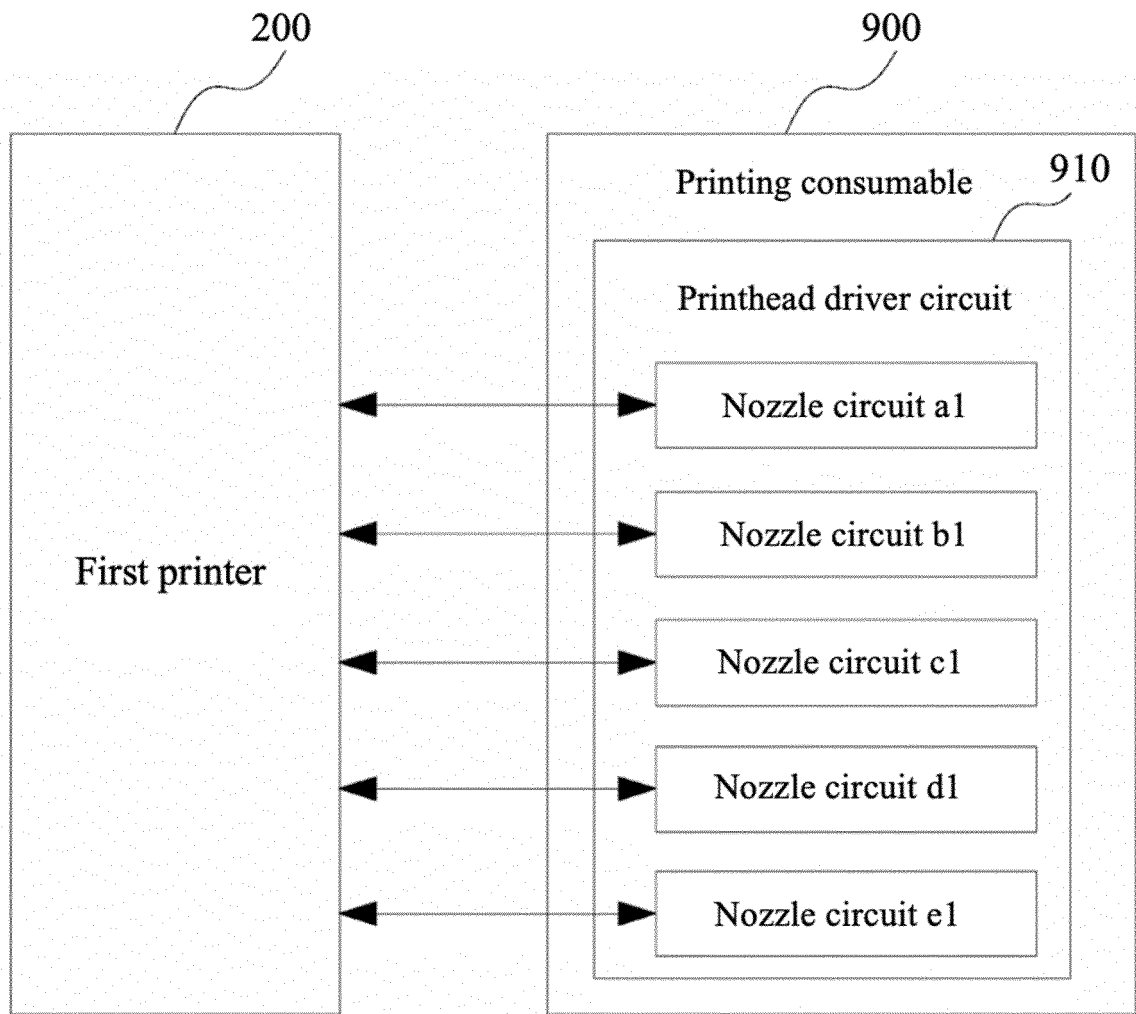 200
900
Printing consumable
910
Printhead driver circuit
Nozzle circuit a1
Nozzle circuit b1
First printer
Nozzle circuit c1
Nozzle circuit d1
Nozzle circuit e1